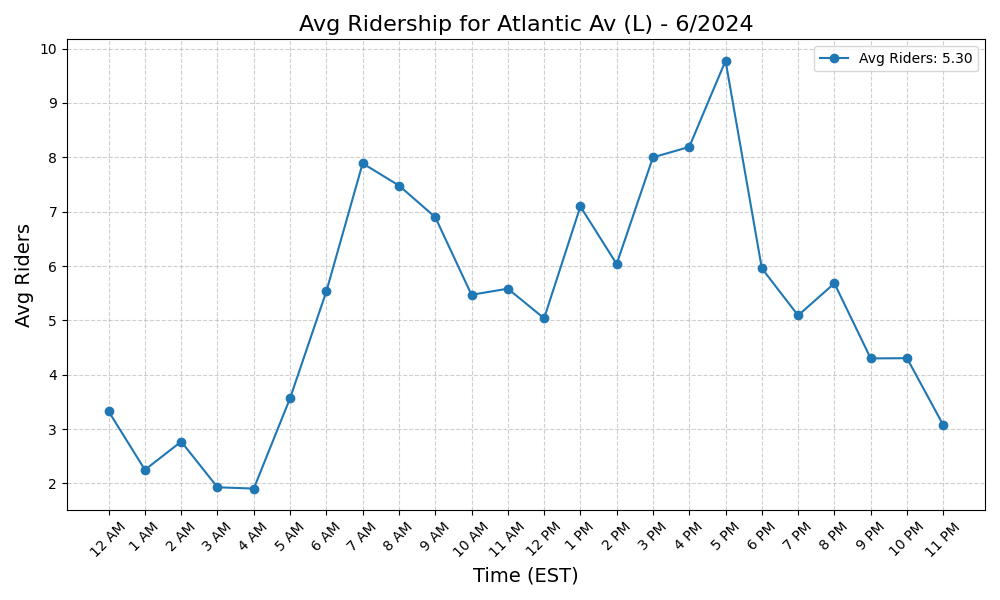 Avg Ridership for Atlantic Av (L) - 6/2024
Avg Riders: 5.30
Avg Riders
10
9
8
7
6
5
4
3
2
12 AM
1 AM
2 AM
3 AM
4 AM
5 AM
6 AM
7 AM
8 AM
9 AM
10 AM
11 AM
12 PM
1 PM
2 PM
3 PM
4 PM
5 PM
6 PM
7 PM
8 PM
9 PM
10 PM
11 PM
Time (EST)